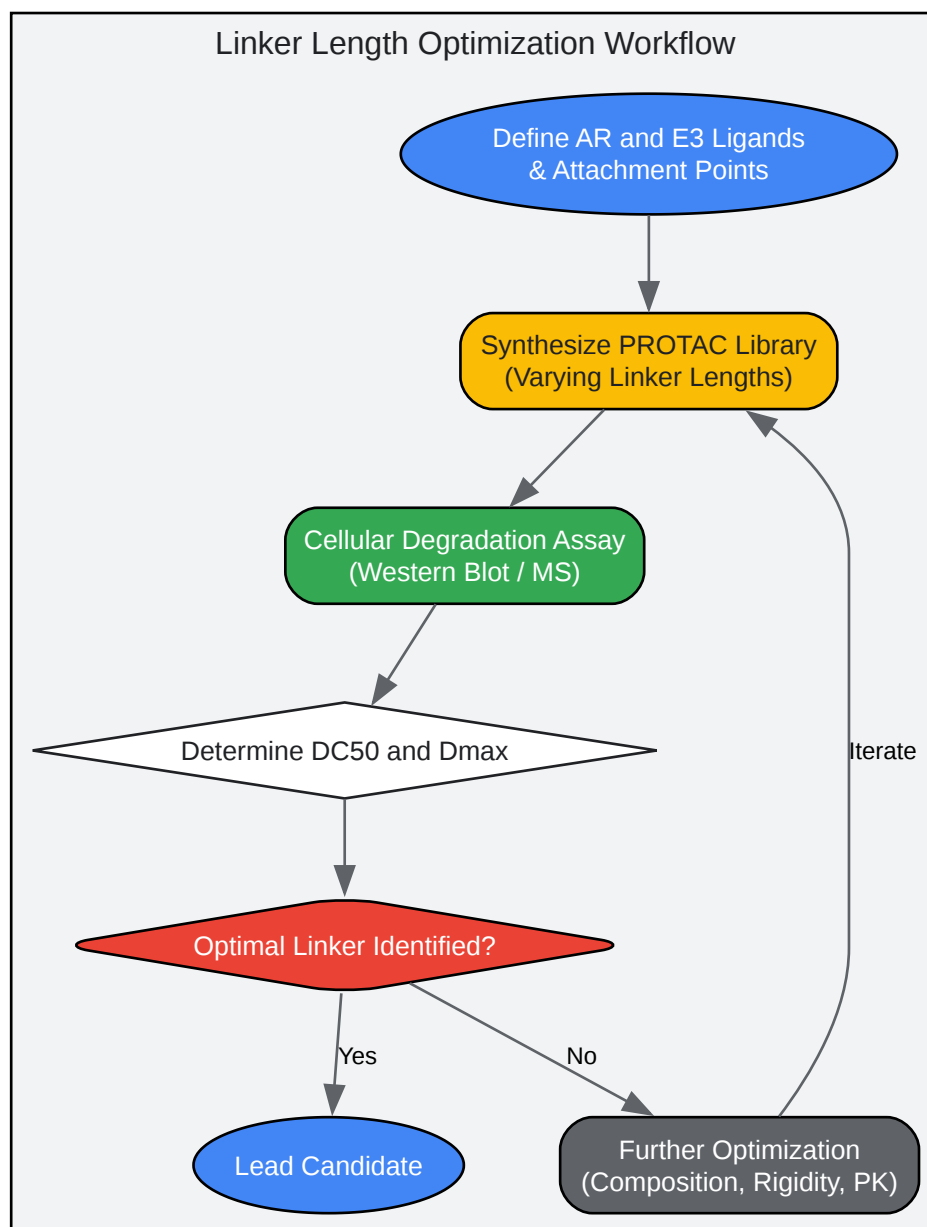 Linker Length Optimization Workflow
Define AR and E3 Ligands
& Attachment Points
Synthesize PROTAC Library
(Varying Linker Lengths)
Cellular Degradation Assay
(Western Blot / MS)
Determine DC50 and Dmax
Iterate
Optimal Linker Identified?
Yes
No
Lead Candidate
Further Optimization
(Composition, Rigidity, PK)